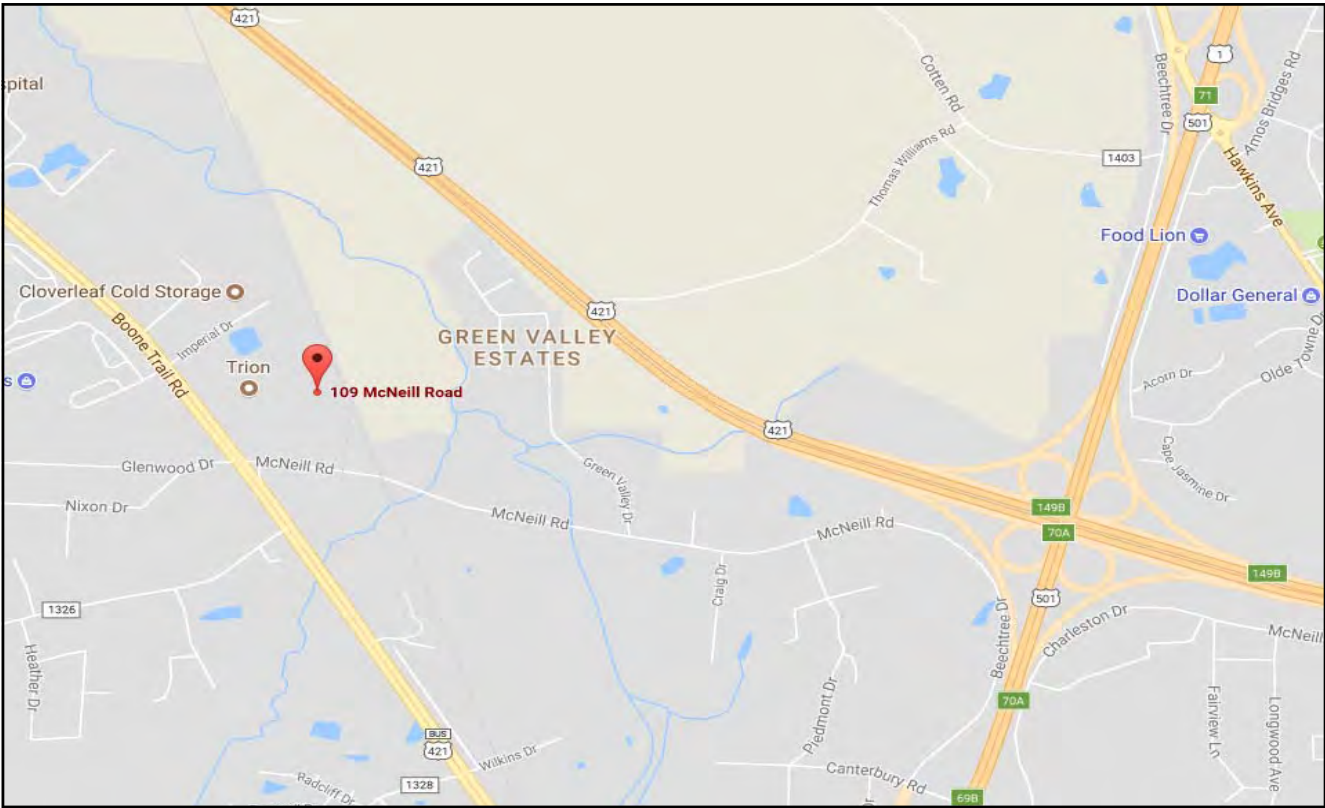 421
1
Cotten Rd
Beechtree Dr
Amos Bridges Rd
spital
71
501
Thomas Williams Rd
421
1403
Hawkins Ave
Food Lion
Cloverleaf Cold Storage
Dollar General
421
Boone Trail Rd
Imperial Dr
GREEN VALLEY
ESTATES
Olde Towne D
Trion
Acorn Dr
s
109 McNeill Road
421
Glenwood Dr
McNeill Rd
Green Valley Dr
Cape Jasmine Dr
Nixon Dr
McNeill Rd
McNeill Rd
149B
70A
149B
Craig Dr
1326
501
Beechtree Dr
Charleston Dr
McNeill
Heather Dr
Piedmont Dr
70A
Fairview Ln
Longwood Ave
BUS
421
Wilkins Dr
Radcliff Dr
1328
Canterbury Rd
69B